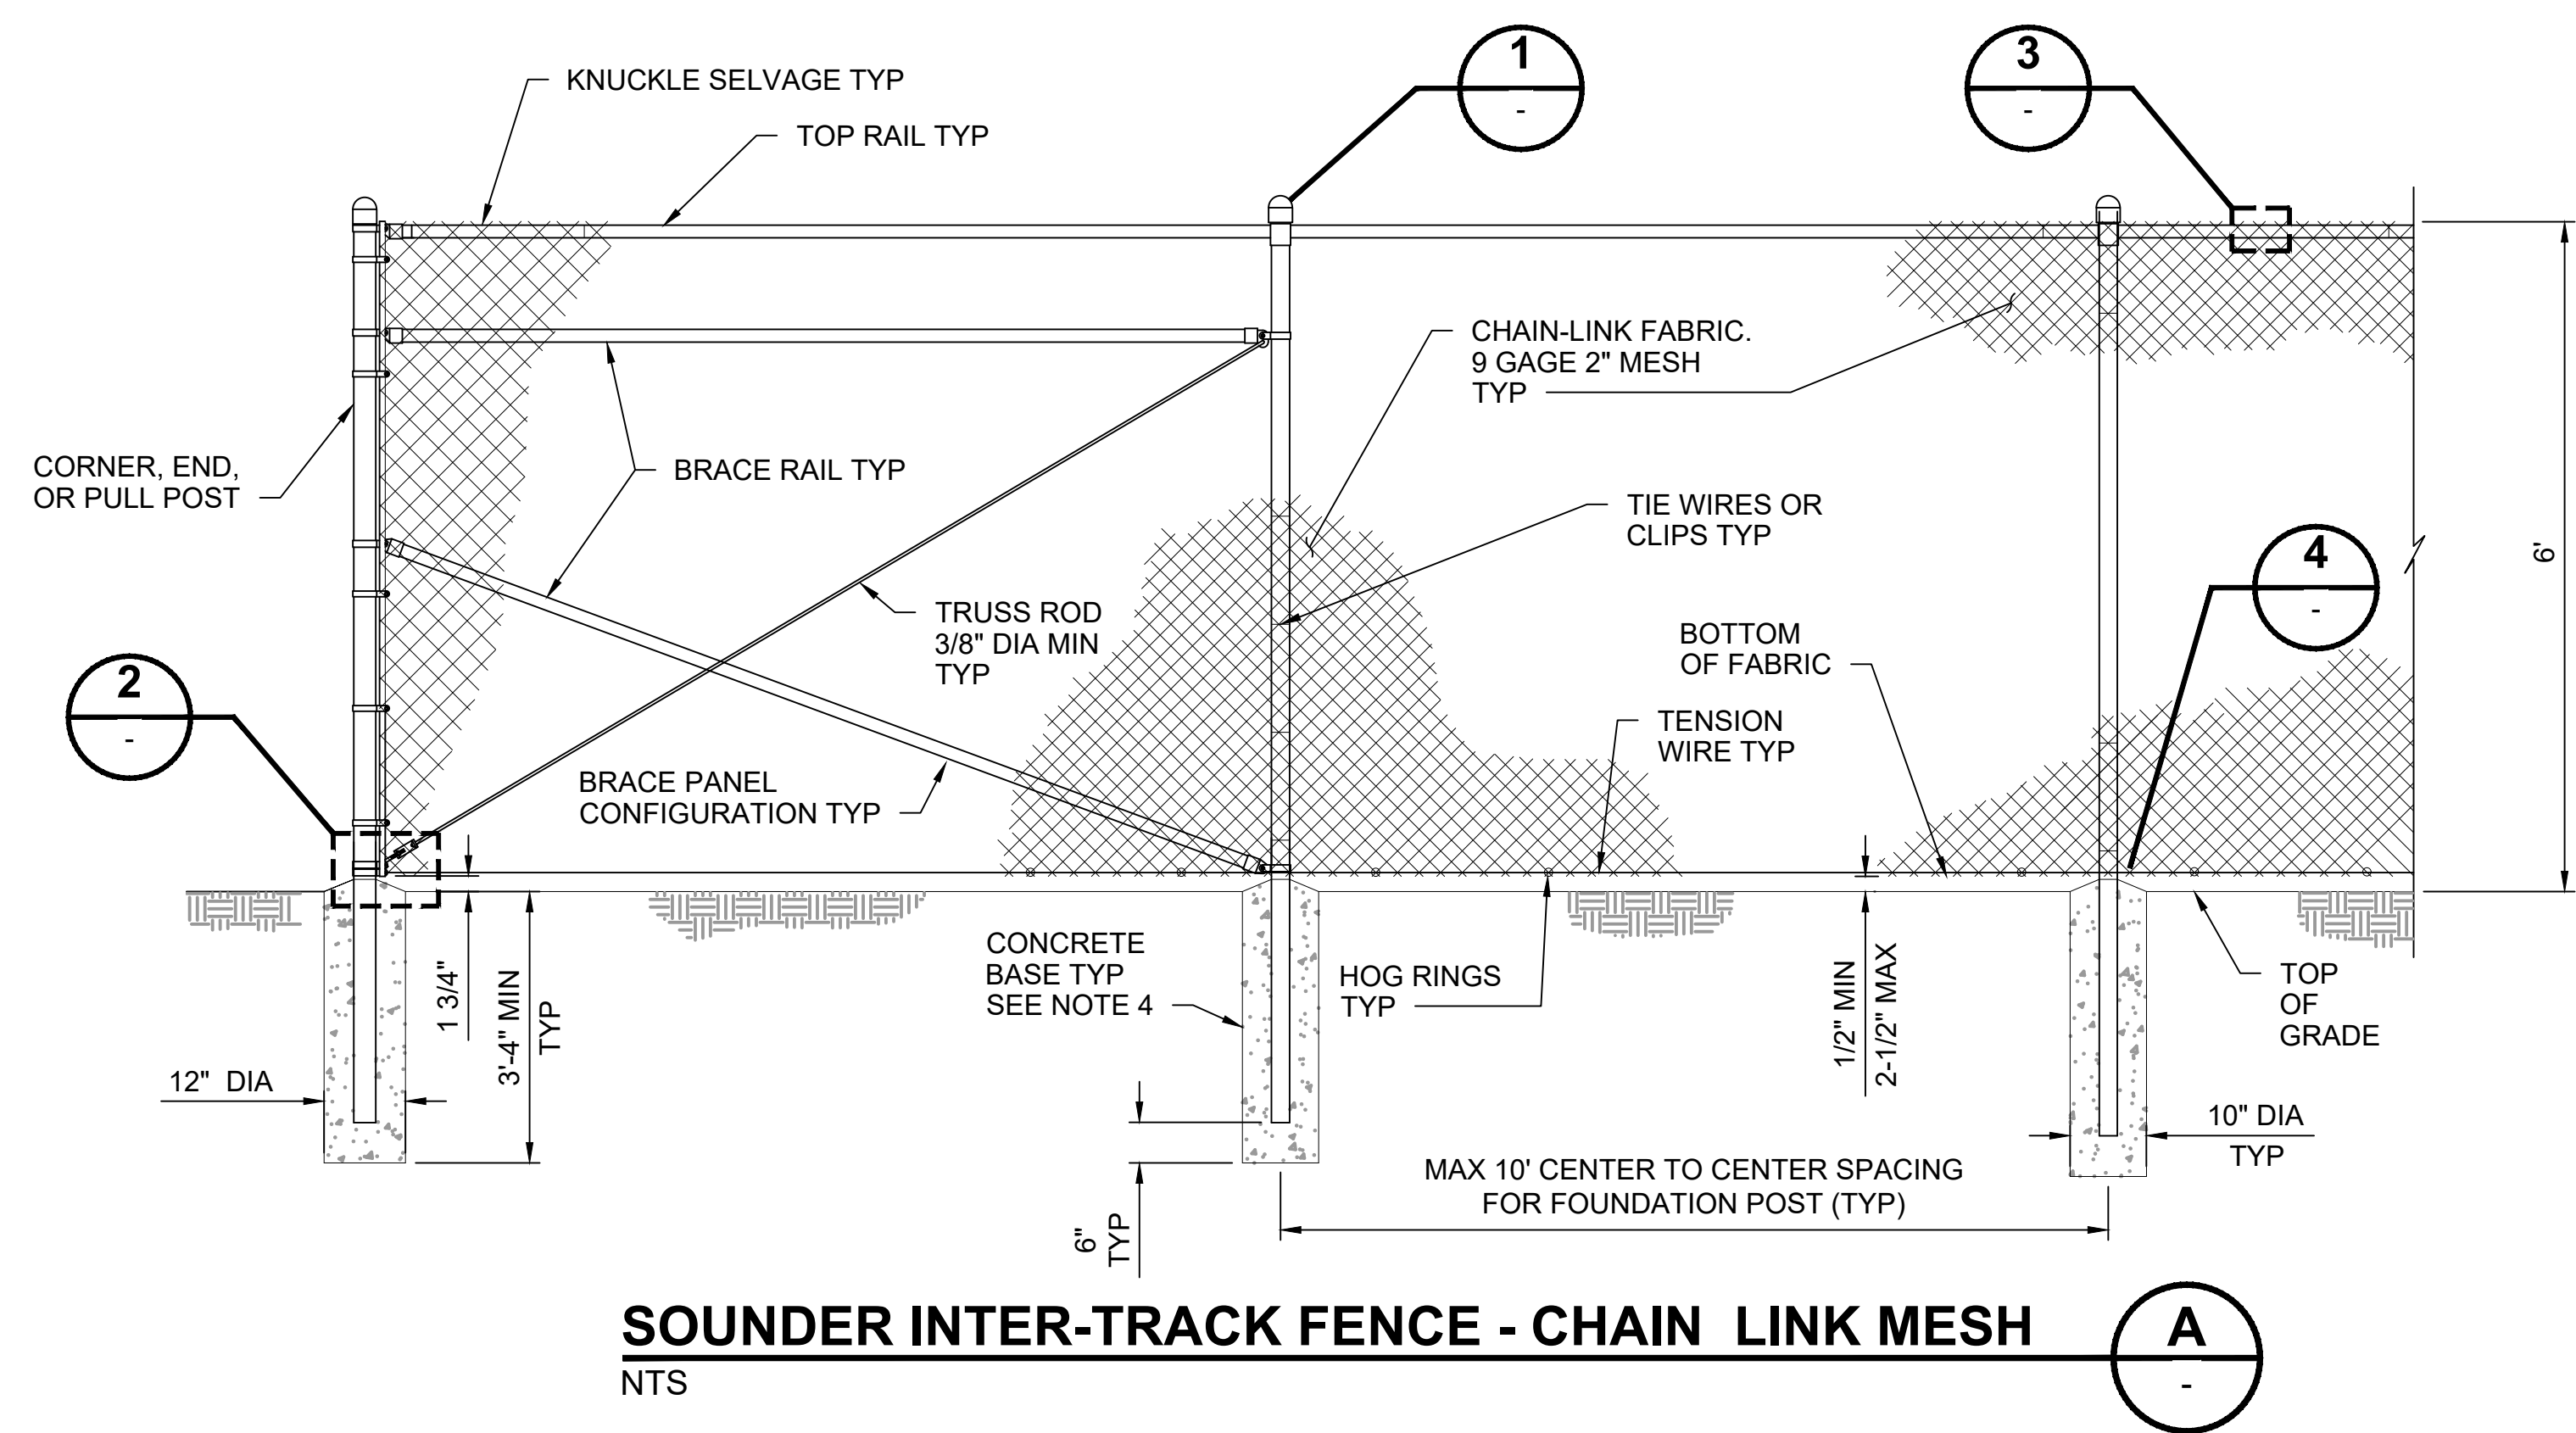 1
-
3
-
KNUCKLE SELVAGE TYP
TOP RAIL TYP
CHAIN-LINK FABRIC.
9 GAGE 2" MESH
TYP
CORNER, END,
OR PULL POST
BRACE RAIL TYP
TIE WIRES OR
CLIPS TYP
6'
4
-
TRUSS ROD
3/8" DIA MIN
TYP
BOTTOM
OF FABRIC
2
-
TENSION
WIRE TYP
BRACE PANEL
CONFIGURATION TYP
1 3/4"
3'-4" MIN
TYP
CONCRETE
BASE TYP
SEE NOTE 4
HOG RINGS
TYP
1/2" MIN
2-1/2" MAX
TOP
OF
GRADE
12" DIA
10" DIA
TYP
6"
TYP
MAX 10' CENTER TO CENTER SPACING
FOR FOUNDATION POST (TYP)
SOUNDER INTER-TRACK FENCE - CHAIN LINK MESH
NTS
A
-